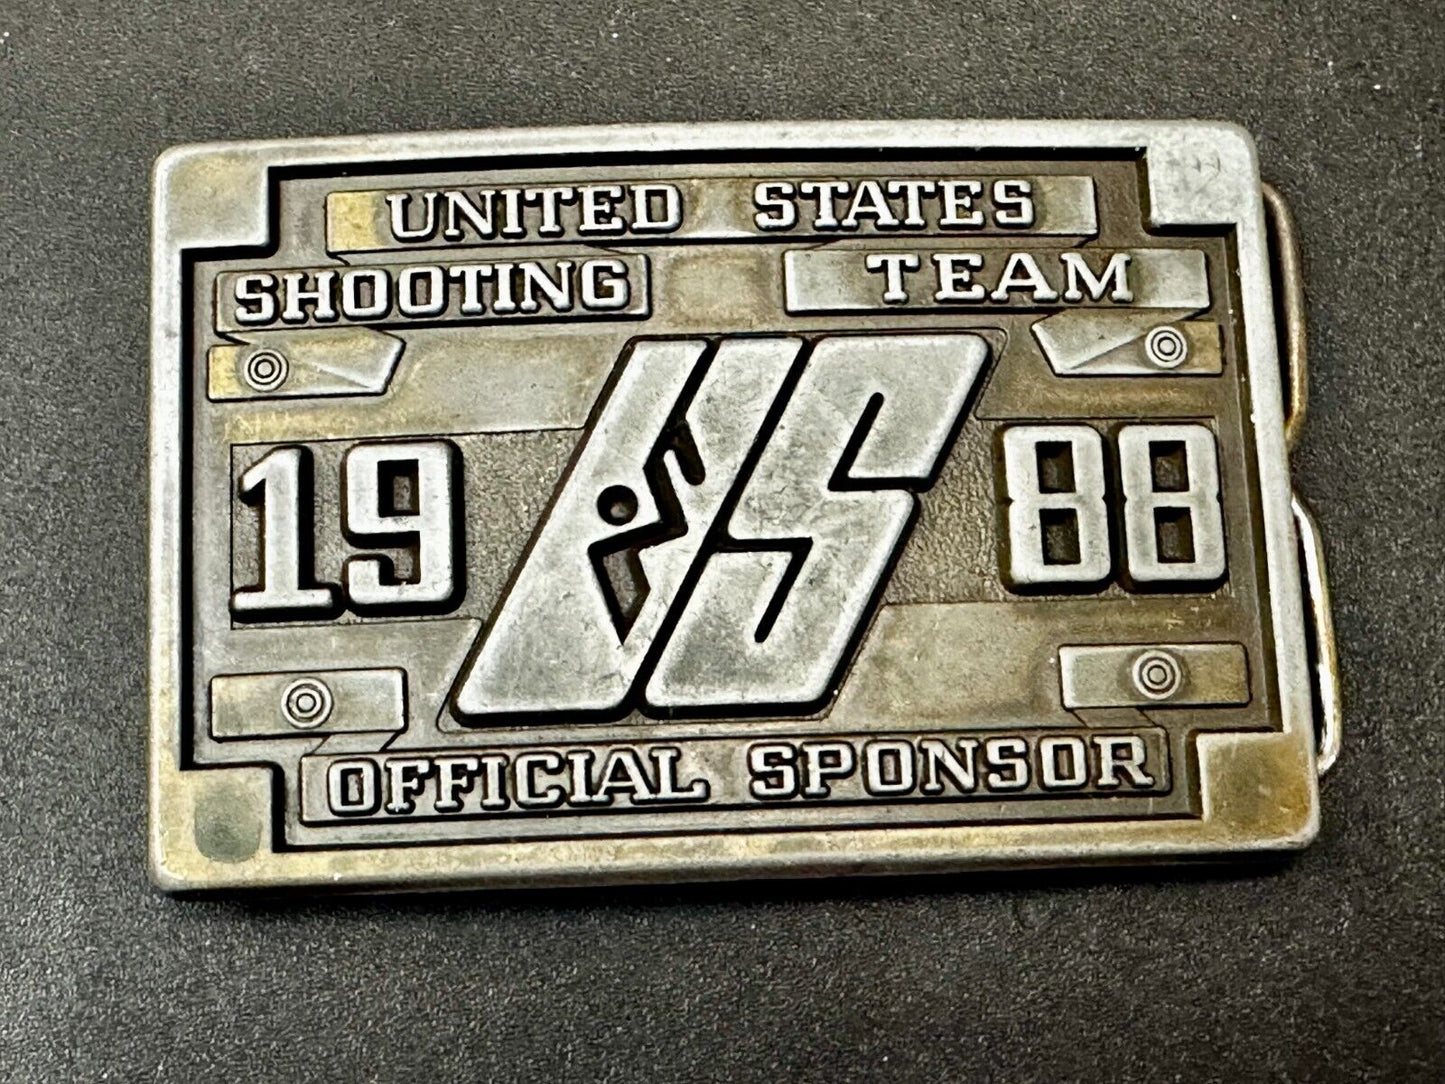 UNITED STATES
SHOOTING TEAM
19 US 88
OFFICIAL SPONSOR